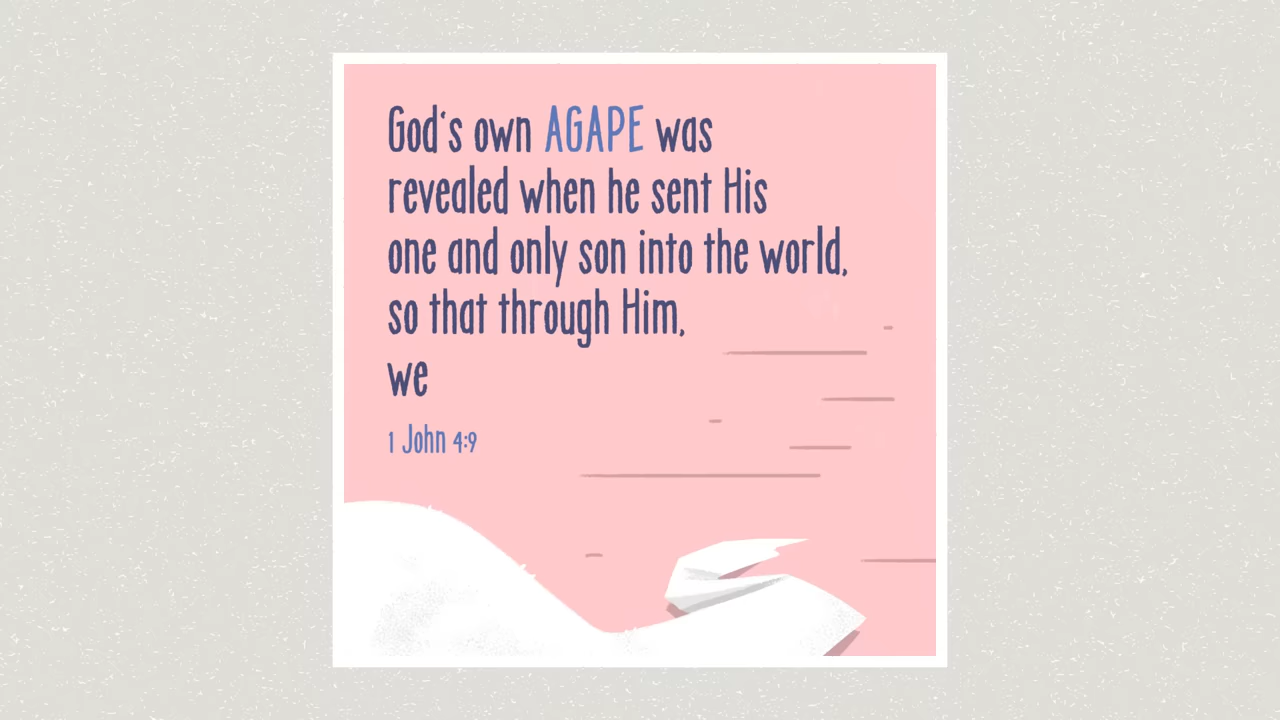 God's own AGAPE was
revealed when he sent His
one and only son into the world,
so that through Him,
we
1 John 4:9